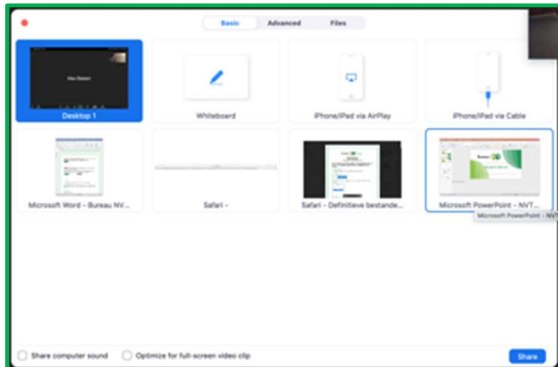 Basic Advanced Files
Desktop 1 Whiteboard iPhone/iPad via AirPlay iPhone/iPad via Cable
Microsoft Word - Bureau NV... Safari - Safari - Definitieve bestande... Microsoft PowerPoint - NVT...
Microsoft PowerPoint - NVT
Share computer sound Optimize for full-screen video clip Share